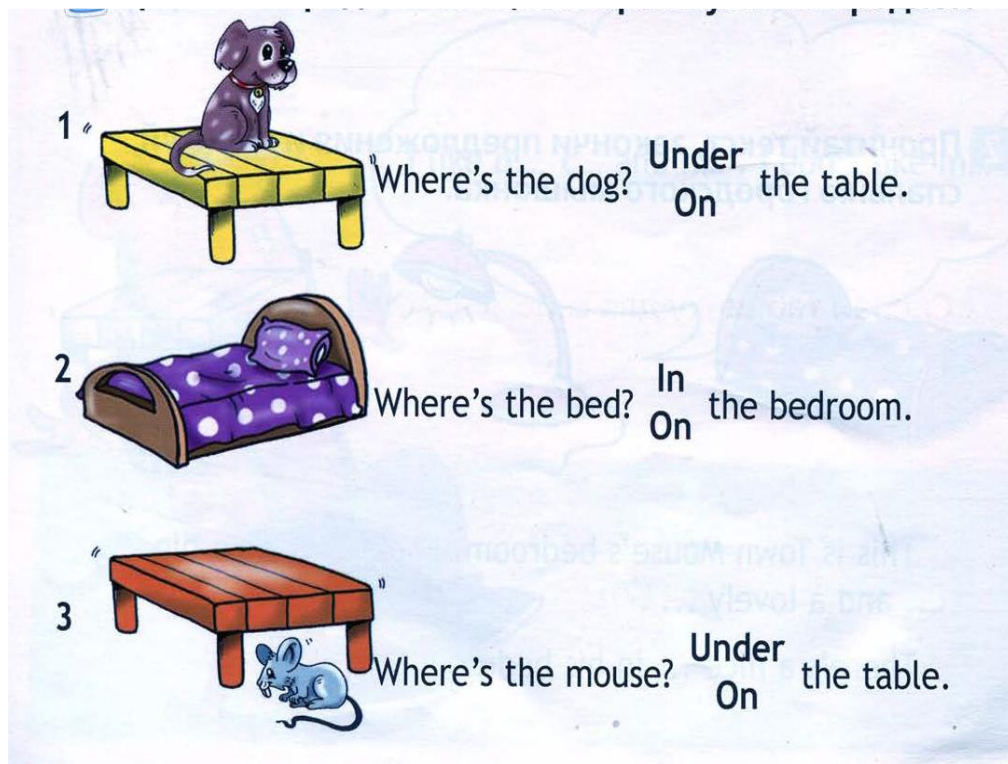 1
Under
Where's the dog? the table.
On
2
In
Where's the bed? the bedroom.
On
3
Under
Where's the mouse? the table.
On